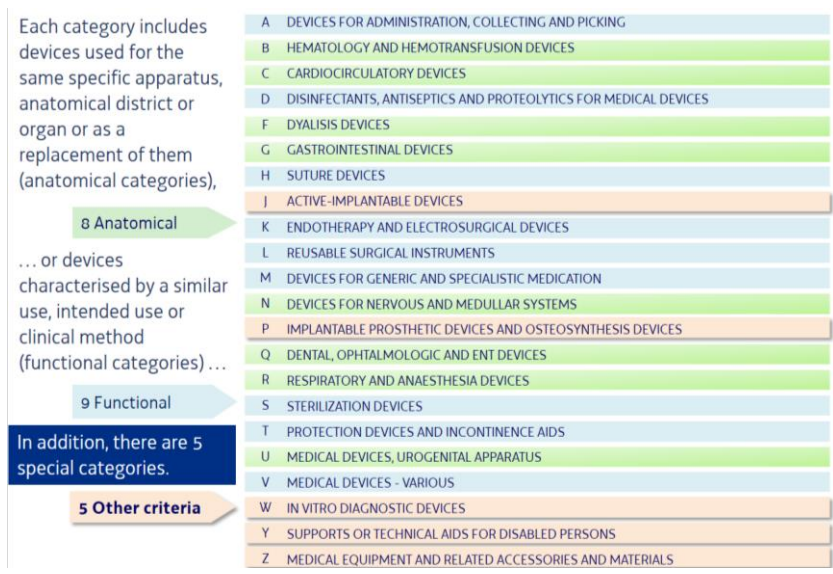 Each category includes
devices used for the
same specific apparatus,
anatomical district or
organ or as a
replacement of them
(anatomical categories),
8 Anatomical
... or devices
characterised by a similar
use, intended use or
clinical method
(functional categories) ...
9 Functional
In addition, there are 5
special categories.
5 Other criteria
A DEVICES FOR ADMINISTRATION, COLLECTING AND PICKING
B HEMATOLOGY AND HEMOTRANSFUSION DEVICES
C CARDIOCIRCULATORY DEVICES
D DISINFECTANTS, ANTISEPTICS AND PROTEOLYTICS FOR MEDICAL DEVICES
F DYALISIS DEVICES
G GASTROINTESTINAL DEVICES
H SUTURE DEVICES
J ACTIVE-IMPLANTABLE DEVICES
K ENDOTHERAPY AND ELECTROSURGICAL DEVICES
L REUSABLE SURGICAL INSTRUMENTS
M DEVICES FOR GENERIC AND SPECIALISTIC MEDICATION
N DEVICES FOR NERVOUS AND MEDULLAR SYSTEMS
P IMPLANTABLE PROSTHETIC DEVICES AND OSTEOSYNTHESIS DEVICES
Q DENTAL, OPHTALMOLOGIC AND ENT DEVICES
R RESPIRATORY AND ANAESTHESIA DEVICES
S STERILIZATION DEVICES
T PROTECTION DEVICES AND INCONTINENCE AIDS
U MEDICAL DEVICES, UROGENITAL APPARATUS
V MEDICAL DEVICES - VARIOUS
W IN VITRO DIAGNOSTIC DEVICES
Y SUPPORTS OR TECHNICAL AIDS FOR DISABLED PERSONS
Z MEDICAL EQUIPMENT AND RELATED ACCESSORIES AND MATERIALS